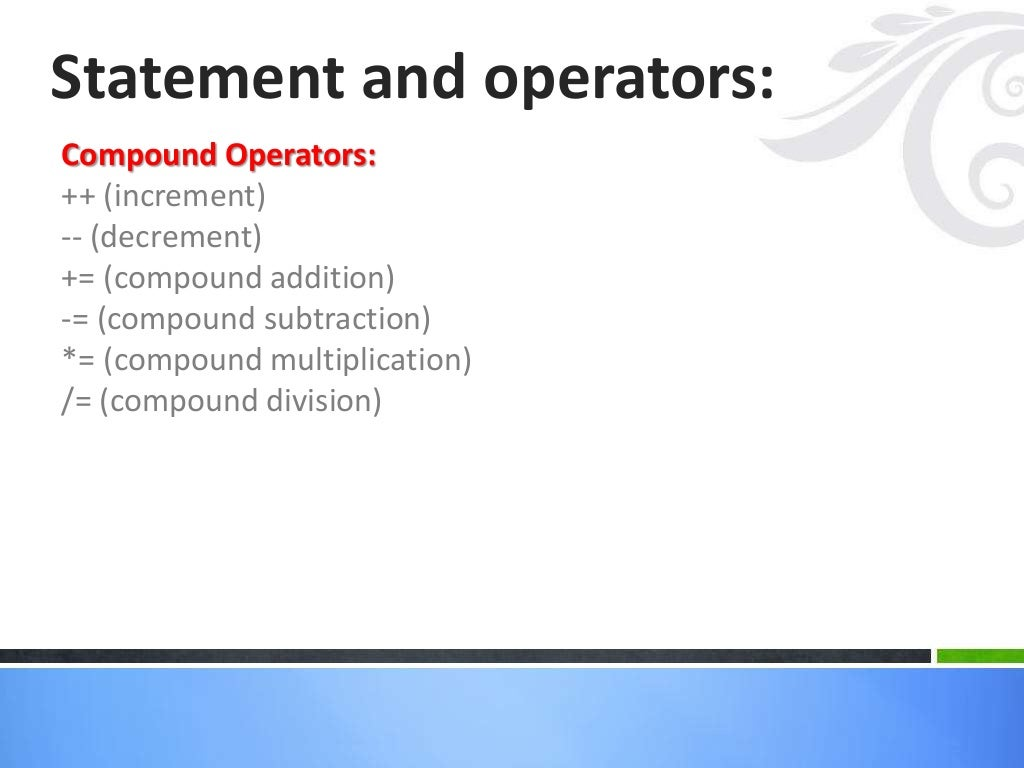 Statement and operators:
Compound Operators:
++ (increment)
-- (decrement)
+= (compound addition)
-= (compound subtraction)
*= (compound multiplication)
/= (compound division)